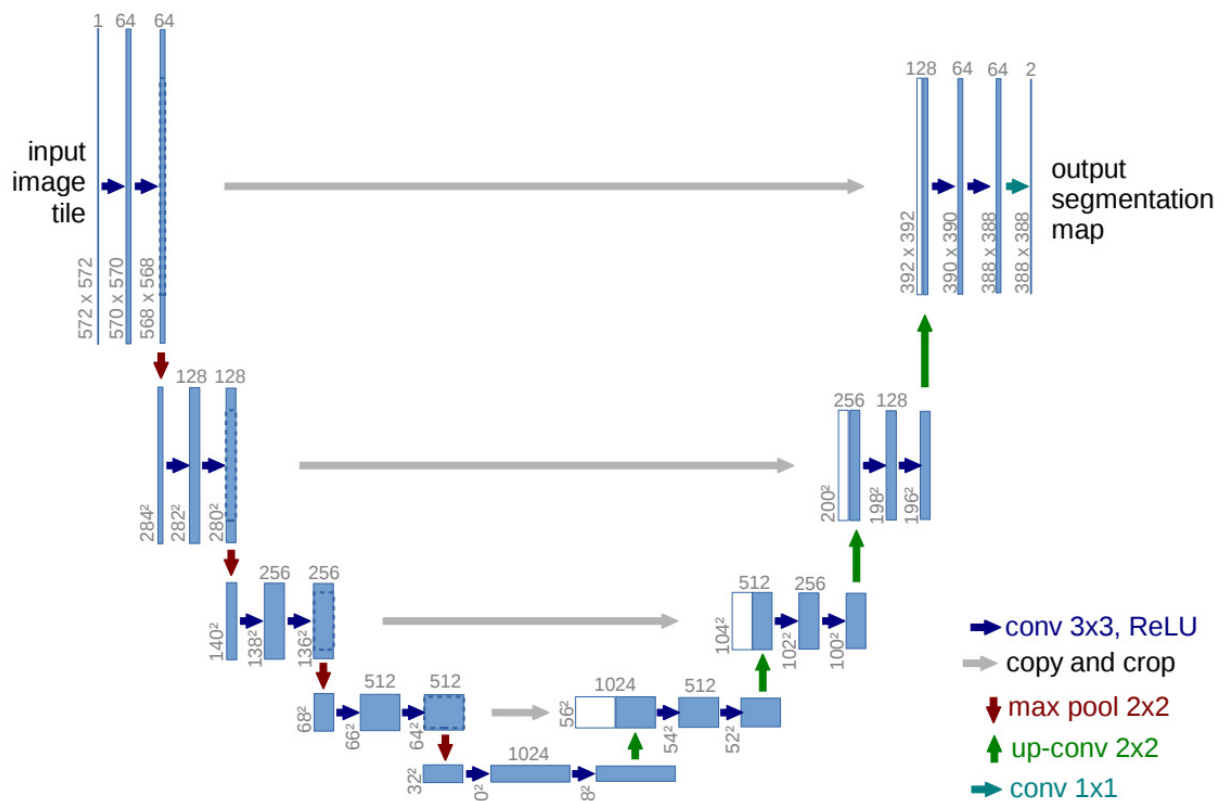 1 64 64
128 64 64 2
input
image
tile
output
segmentation
map
572 x 572
570 x 570
568 x 568
392 x 392
390 x 390
388 x 388
388 x 388
128 128
256 128
284²
282²
280²
200²
198²
196²
256 256
512 256
140²
138²
136²
104²
102²
100²
512 512
1024 512
68²
66²
64²
56²
54²
52²
1024
32²
0²
8²
conv 3x3, ReLU
copy and crop
max pool 2x2
up-conv 2x2
conv 1x1